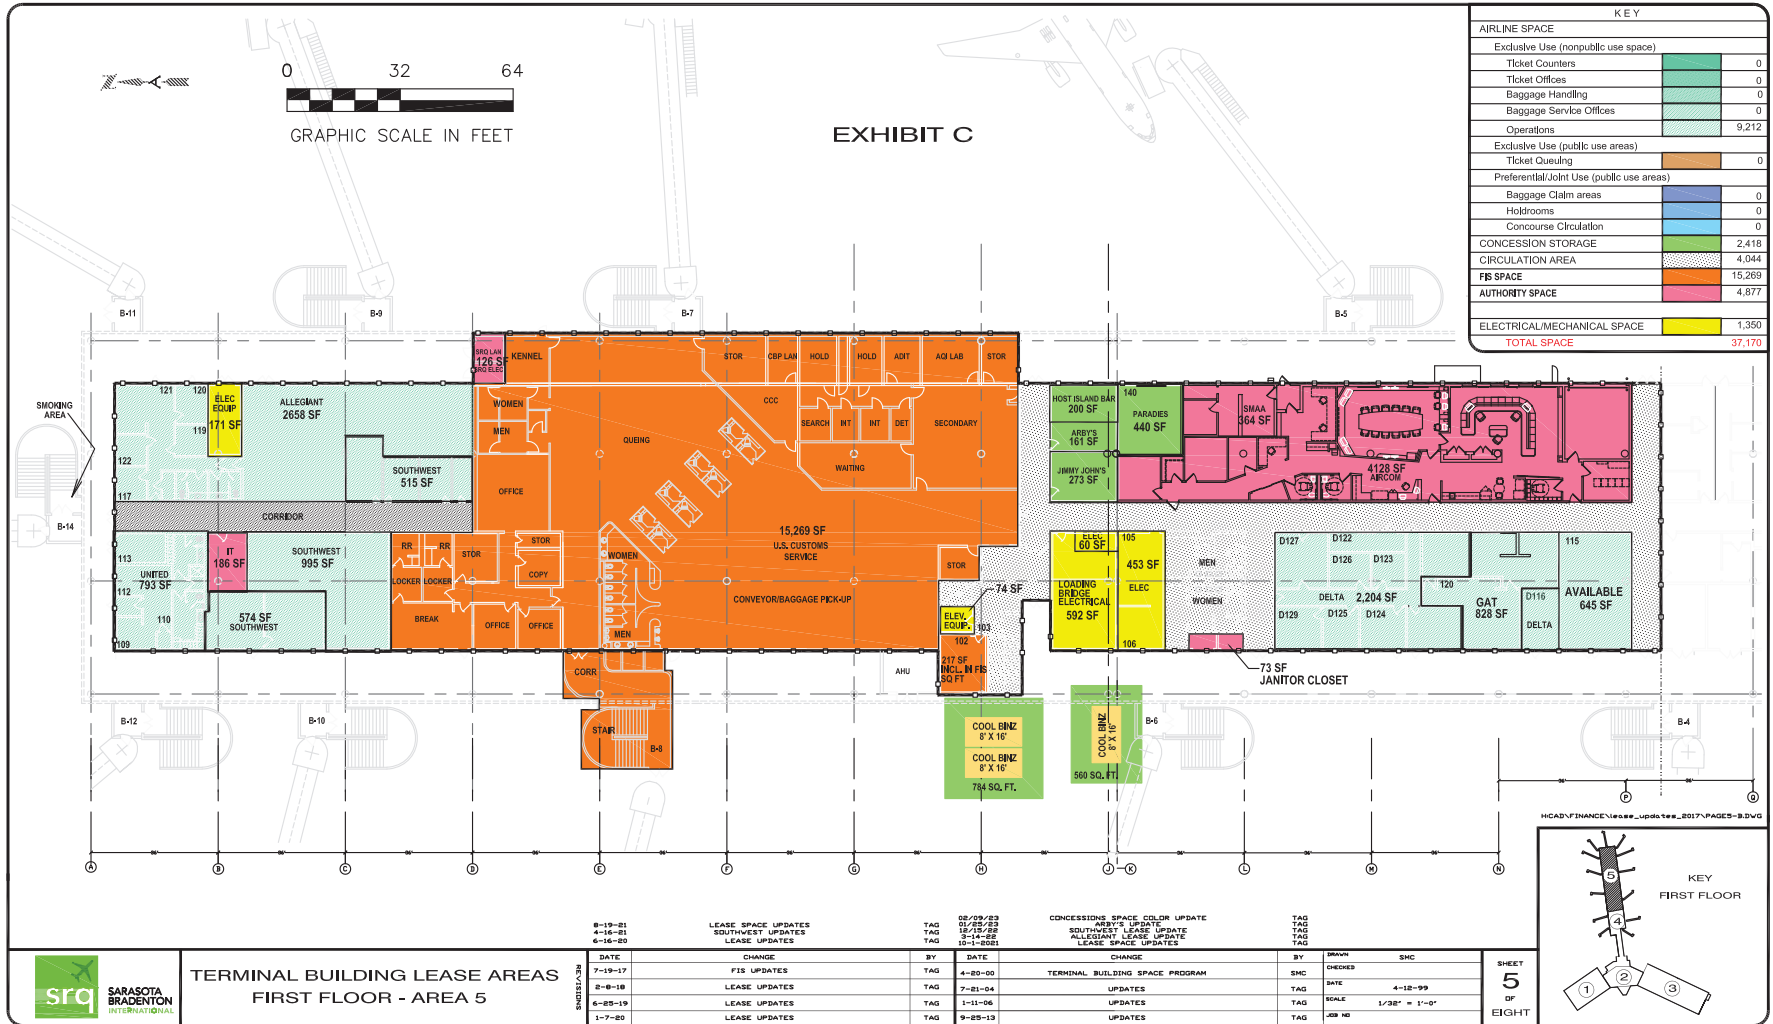 0 32 64
GRAPHIC SCALE IN FEET
EXHIBIT C
KEY
AIRLINE SPACE
Exclusive Use (nonpublic use space)
Ticket Counters 0
Ticket Offices 0
Baggage Handling 0
Baggage Service Offices 0
Operations 9,212
Exclusive Use (public use areas)
Ticket Queuing 0
Preferential/Joint Use (public use areas)
Baggage Claim areas 0
Holdrooms 0
Concourse Circulation 0
CONCESSION STORAGE 2,418
CIRCULATION AREA 4,044
FIS SPACE 15,269
AUTHORITY SPACE 4,877
ELECTRICAL/MECHANICAL SPACE 1,350
TOTAL SPACE 37,170
B-11
B-9
B-7
B-5
SMOKING
AREA
B-14
121
120
ELEC
EQUIP
171 SF
119
122
117
ALLEGIANT
2658 SF
SOUTHWEST
515 SF
CORRIDOR
113
UNITED
793 SF
112
110
109
IT
186 SF
SOUTHWEST
995 SF
574 SF
SOUTHWEST
SRQ LAN
126 SF
SRQ ELEC
KENNEL
STOR
CBP LAN
HOLD
HOLD
ADIT
AQI LAB
STOR
WOMEN
MEN
QUEING
CCC
SEARCH
INT
INT
DET
SECONDARY
WAITING
OFFICE
15,269 SF
U.S. CUSTOMS
SERVICE
RR
RR
STOR
STOR
COPY
LOCKER
LOCKER
BREAK
OFFICE
OFFICE
WOMEN
MEN
CONVEYOR/BAGGAGE PICK-UP
STOR
74 SF
ELEV.
EQUIP.
103
102
217 SF
INCL. IN FIS
SQ FT
CORR
STAIR
B-8
AHU
HOST ISLAND BAR
200 SF
ARBY'S
161 SF
JIMMY JOHN'S
273 SF
140
PARADIES
440 SF
SMAA
364 SF
4128 SF
AIRCOM
ELEC
60 SF
105
453 SF
ELEC
LOADING
BRIDGE
ELECTRICAL
592 SF
106
MEN
WOMEN
73 SF
JANITOR CLOSET
D127
D122
D126
D123
DELTA 2,204 SF
D129
D125
D124
120
GAT
828 SF
D116
DELTA
115
AVAILABLE
645 SF
B-12
B-10
COOL BINZ
8' X 16'
COOL BINZ
8' X 16'
784 SQ. FT.
COOL BINZ
8' X 16'
560 SQ. FT.
B-6
B-4
P Q
A B C D E F G H J K L M N
H:CAD\FINANCE\lease_updates_2017\PAGE5-B.DWG
KEY
FIRST FLOOR
5
4
2
1
3
8-19-21 LEASE SPACE UPDATES TAG
4-16-21 SOUTHWEST UPDATES TAG
6-16-20 LEASE UPDATES TAG
02/09/23 CONCESSIONS SPACE COLOR UPDATE TAG
01/25/23 ARBY'S UPDATE TAG
12/15/22 SOUTHWEST LEASE UPDATE TAG
3-14-22 ALLEGIANT LEASE UPDATE TAG
10-1-2021 LEASE SPACE UPDATES TAG
srq
SARASOTA
BRADENTON
INTERNATIONAL
TERMINAL BUILDING LEASE AREAS
FIRST FLOOR - AREA 5
REVISIONS
DATE CHANGE BY
7-19-17 FIS UPDATES TAG
2-8-18 LEASE UPDATES TAG
6-25-19 LEASE UPDATES TAG
1-7-20 LEASE UPDATES TAG
DATE CHANGE BY
4-20-00 TERMINAL BUILDING SPACE PROGRAM SMC
7-21-04 UPDATES TAG
1-11-06 UPDATES TAG
9-25-13 UPDATES TAG
DRAWN SMC
CHECKED
DATE 4-12-99
SCALE 1/32" = 1'-0"
JOB NO
SHEET
5
OF
EIGHT